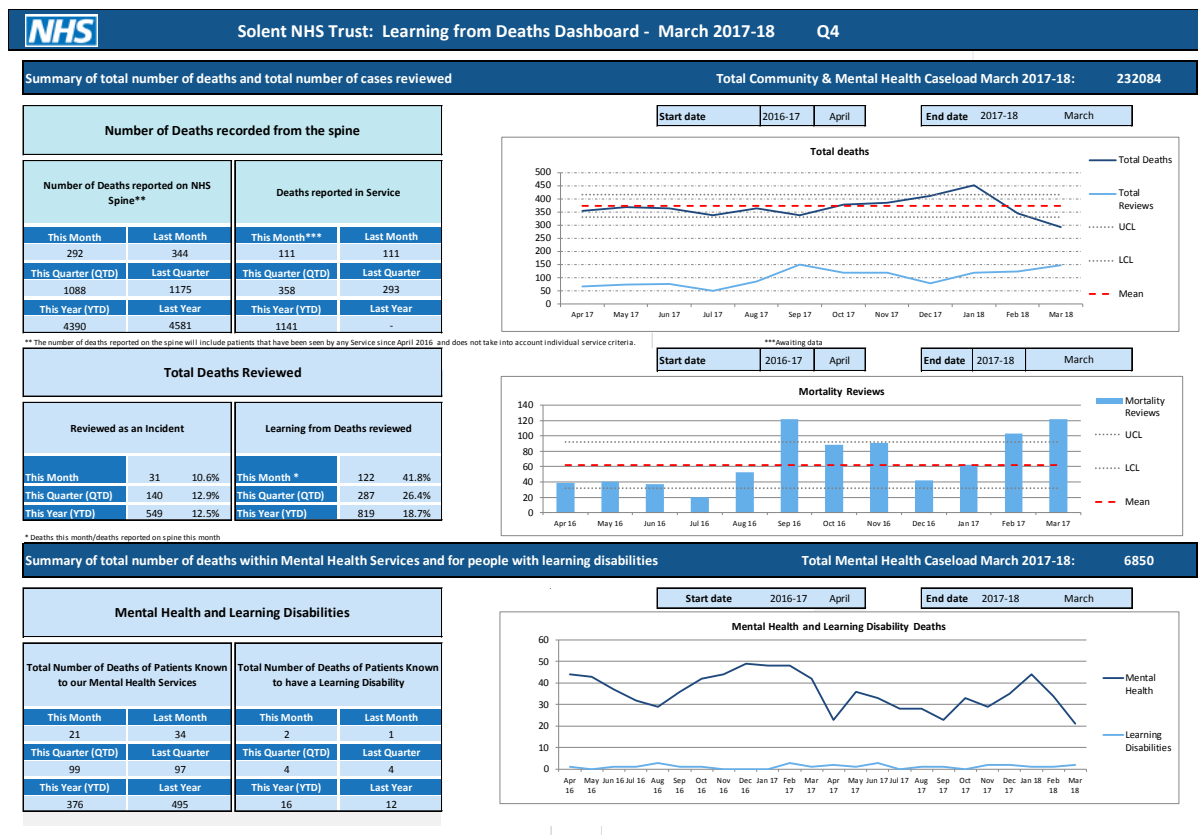 NHS
Solent NHS Trust: Learning from Deaths Dashboard - March 2017-18 Q4
Summary of total number of deaths and total number of cases reviewed Total Community & Mental Health Caseload March 2017-18: 232084
Number of Deaths recorded from the spine
Start date 2016-17 April End date 2017-18 March
Number of Deaths reported on NHS
Spine**
Deaths reported in Service
This Month Last Month This Month*** Last Month
292 344 111 111
This Quarter (QTD) Last Quarter This Quarter (QTD) Last Quarter
1088 1175 358 293
This Year (YTD) Last Year This Year (YTD) Last Year
4390 4581 1141 -
Total deaths
500
450
400
350
300
250
200
150
100
50
0
Apr 17 May 17 Jun 17 Jul 17 Aug 17 Sep 17 Oct 17 Nov 17 Dec 17 Jan 18 Feb 18 Mar 18
Total Deaths
Total
Reviews
UCL
LCL
Mean
** The number of deaths reported on the spine will include patients that have been seen by any Service since April 2016 and does not take into account individual service criteria. ***Awaiting data
Total Deaths Reviewed
Start date 2016-17 April End date 2017-18 March
Reviewed as an Incident Learning from Deaths reviewed
This Month 31 10.6% This Month * 122 41.8%
This Quarter (QTD) 140 12.9% This Quarter (QTD) 287 26.4%
This Year (YTD) 549 12.5% This Year (YTD) 819 18.7%
* Deaths this month/deaths reported on spine this month
Mortality Reviews
140
120
100
80
60
40
20
0
Apr 16 May 16 Jun 16 Jul 16 Aug 16 Sep 16 Oct 16 Nov 16 Dec 16 Jan 17 Feb 17 Mar 17
Mortality
Reviews
UCL
LCL
Mean
Summary of total number of deaths within Mental Health Services and for people with learning disabilities Total Mental Health Caseload March 2017-18: 6850
Mental Health and Learning Disabilities
Start date 2016-17 April End date 2017-18 March
Total Number of Deaths of Patients Known
to our Mental Health Services
Total Number of Deaths of Patients Known
to have a Learning Disability
This Month Last Month This Month Last Month
21 34 2 1
This Quarter (QTD) Last Quarter This Quarter (QTD) Last Quarter
99 97 4 4
This Year (YTD) Last Year This Year (YTD) Last Year
376 495 16 12
Mental Health and Learning Disability Deaths
60
50
40
30
20
10
0
Apr May Jun 16 Jul 16 Aug Sep Oct Nov Dec Jan 17 Feb Mar Apr May Jun 17 Jul 17 Aug Sep Oct Nov Dec Jan 18 Feb Mar
16 16 16 16 16 16 16 17 17 17 17 17 17 17 17 17 18 18
Mental
Health
Learning
Disabilities